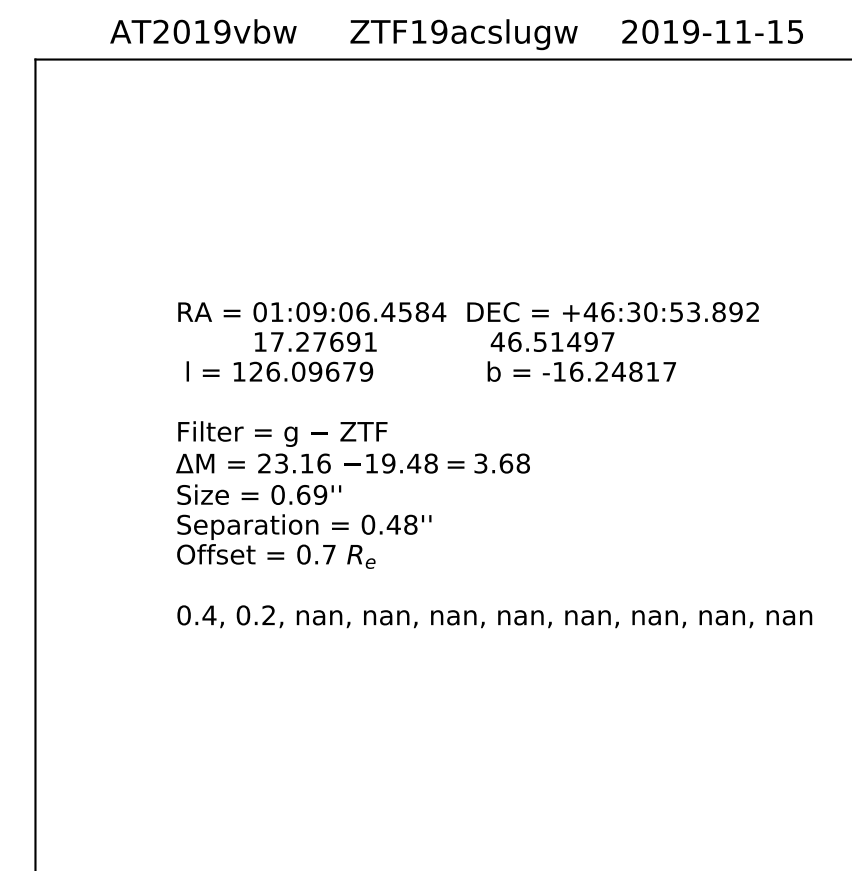 AT2019vbw ZTF19acslugw 2019-11-15
RA = 01:09:06.4584 DEC = +46:30:53.892
17.27691 46.51497
l = 126.09679 b = -16.24817
Filter = g − ZTF
ΔM = 23.16 −19.48 = 3.68
Size = 0.69''
Separation = 0.48''
Offset = 0.7 Rₑ
0.4, 0.2, nan, nan, nan, nan, nan, nan, nan, nan